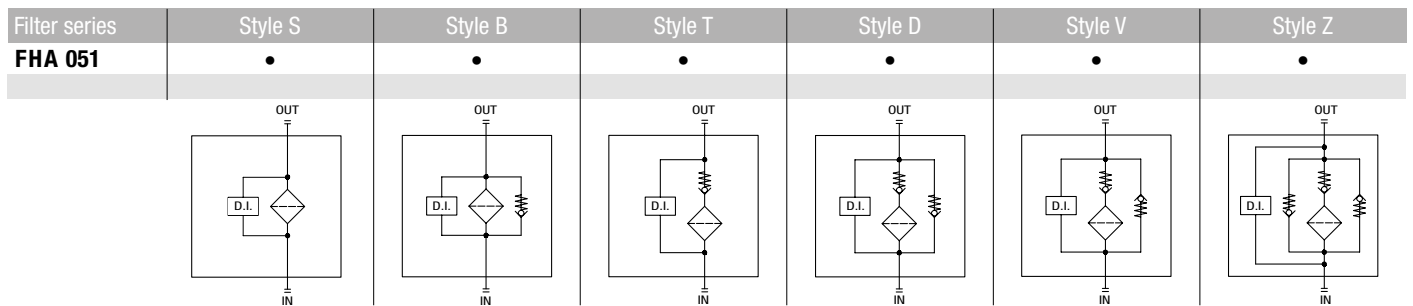 Filter series Style S Style B Style T Style D Style V Style Z
FHA 051 • • • • • •
OUT OUT OUT OUT OUT OUT
D.I. D.I. D.I. D.I. D.I. D.I.
IN IN IN IN IN IN